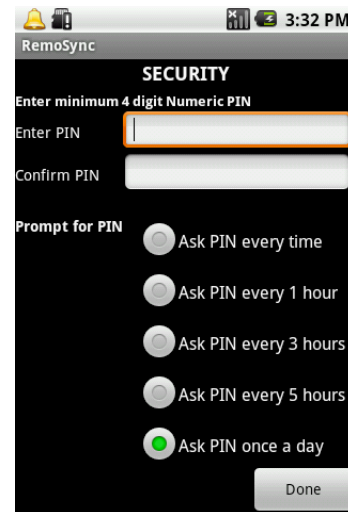 3:32 PM
RemoSync
SECURITY
Enter minimum 4 digit Numeric PIN
Enter PIN
Confirm PIN
Prompt for PIN
Ask PIN every time
Ask PIN every 1 hour
Ask PIN every 3 hours
Ask PIN every 5 hours
Ask PIN once a day
Done